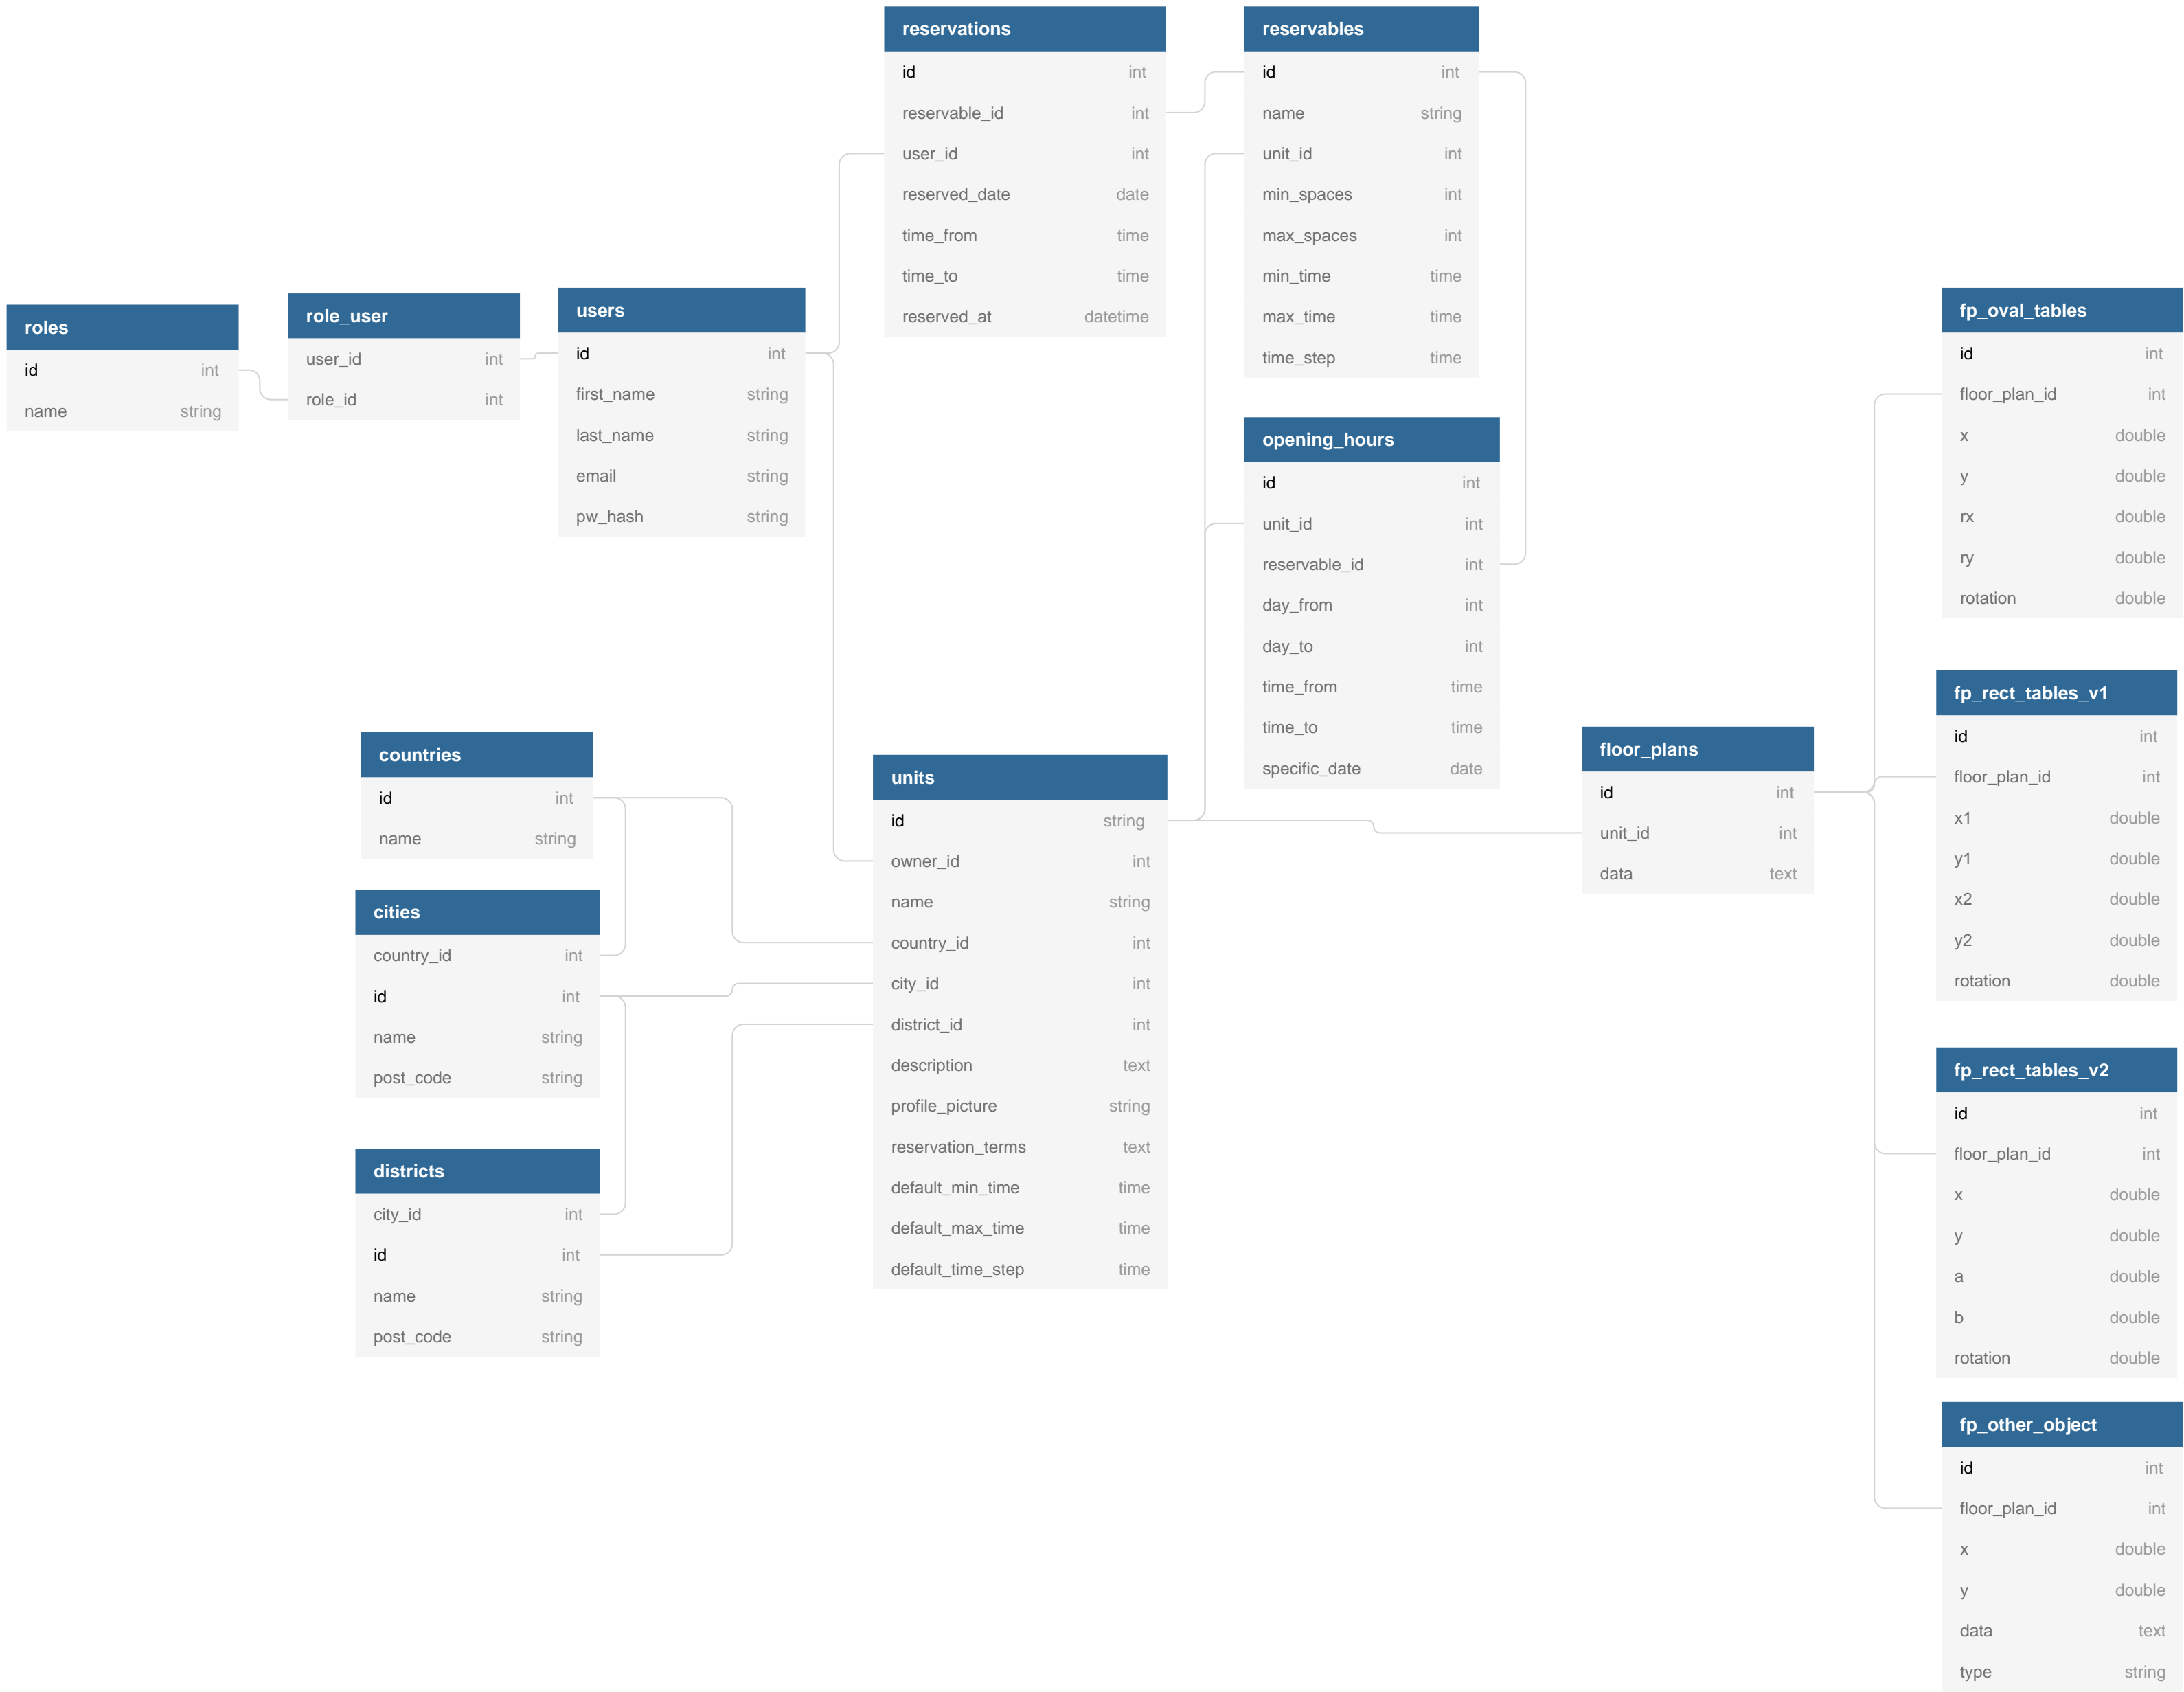 reservations
id int
reservable_id int
user_id int
reserved_date date
time_from time
time_to time
reserved_at datetime
reservables
id int
name string
unit_id int
min_spaces int
max_spaces int
min_time time
max_time time
time_step time
roles
id int
name string
role_user
user_id int
role_id int
users
id int
first_name string
last_name string
email string
pw_hash string
opening_hours
id int
unit_id int
reservable_id int
day_from int
day_to int
time_from time
time_to time
specific_date date
fp_oval_tables
id int
floor_plan_id int
x double
y double
rx double
ry double
rotation double
countries
id int
name string
cities
country_id int
id int
name string
post_code string
districts
city_id int
id int
name string
post_code string
units
id string
owner_id int
name string
country_id int
city_id int
district_id int
description text
profile_picture string
reservation_terms text
default_min_time time
default_max_time time
default_time_step time
floor_plans
id int
unit_id int
data text
fp_rect_tables_v1
id int
floor_plan_id int
x1 double
y1 double
x2 double
y2 double
rotation double
fp_rect_tables_v2
id int
floor_plan_id int
x double
y double
a double
b double
rotation double
fp_other_object
id int
floor_plan_id int
x double
y double
data text
type string